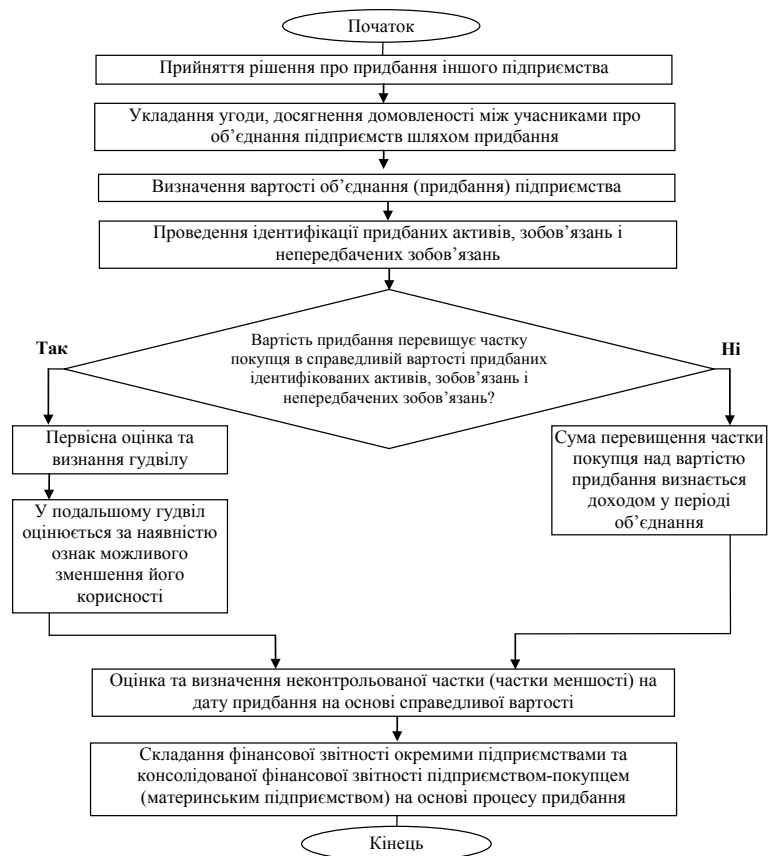 Початок
Прийняття рішення про придбання іншого підприємства
Укладання угоди, досягнення домовленості між учасниками про
об’єднання підприємств шляхом придбання
Визначення вартості об’єднання (придбання) підприємства
Проведення ідентифікації придбаних активів, зобов’язань і
непередбачених зобов’язань
Вартість придбання перевищує частку
покупця в справедливій вартості придбаних
ідентифікованих активів, зобов’язань і
непередбачених зобов’язань?
Так
Ні
Первісна оцінка та
визнання гудвілу
У подальшому гудвіл
оцінюється за наявністю
ознак можливого
зменшення його
корисності
Сума перевищення частки
покупця над вартістю
придбання визнається
доходом у періоді
об’єднання
Оцінка та визначення неконтрольованої частки (частки меншості) на
дату придбання на основі справедливої вартості
Складання фінансової звітності окремими підприємствами та
консолідованої фінансової звітності підприємством-покупцем
(материнським підприємством) на основі процесу придбання
Кінець